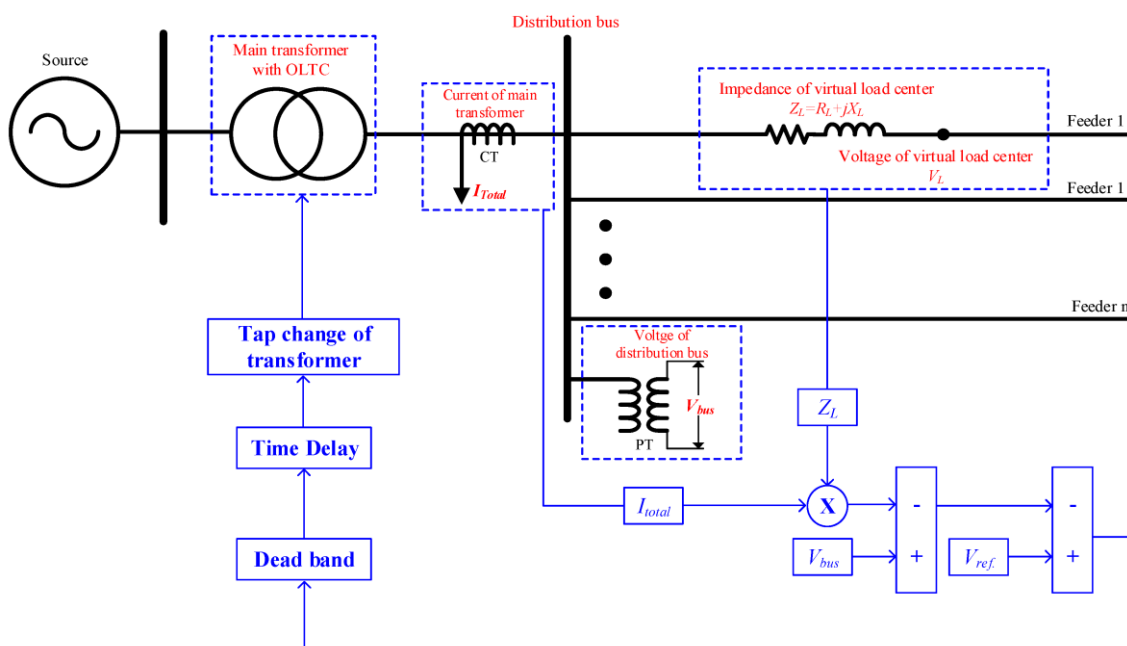 Distribution bus
Source
Main transformer
with OLTC
Current of main
transformer
CT
I_Total
Impedance of virtual load center
Z_L=R_L+jX_L
Voltage of virtual load center
V_L
Feeder 1
Feeder 1
Feeder n
Voltge of
distribution bus
V_bus
PT
Tap change of
transformer
Time Delay
Dead band
Z_L
I_total
X
-
+
V_bus
V_ref.
-
+